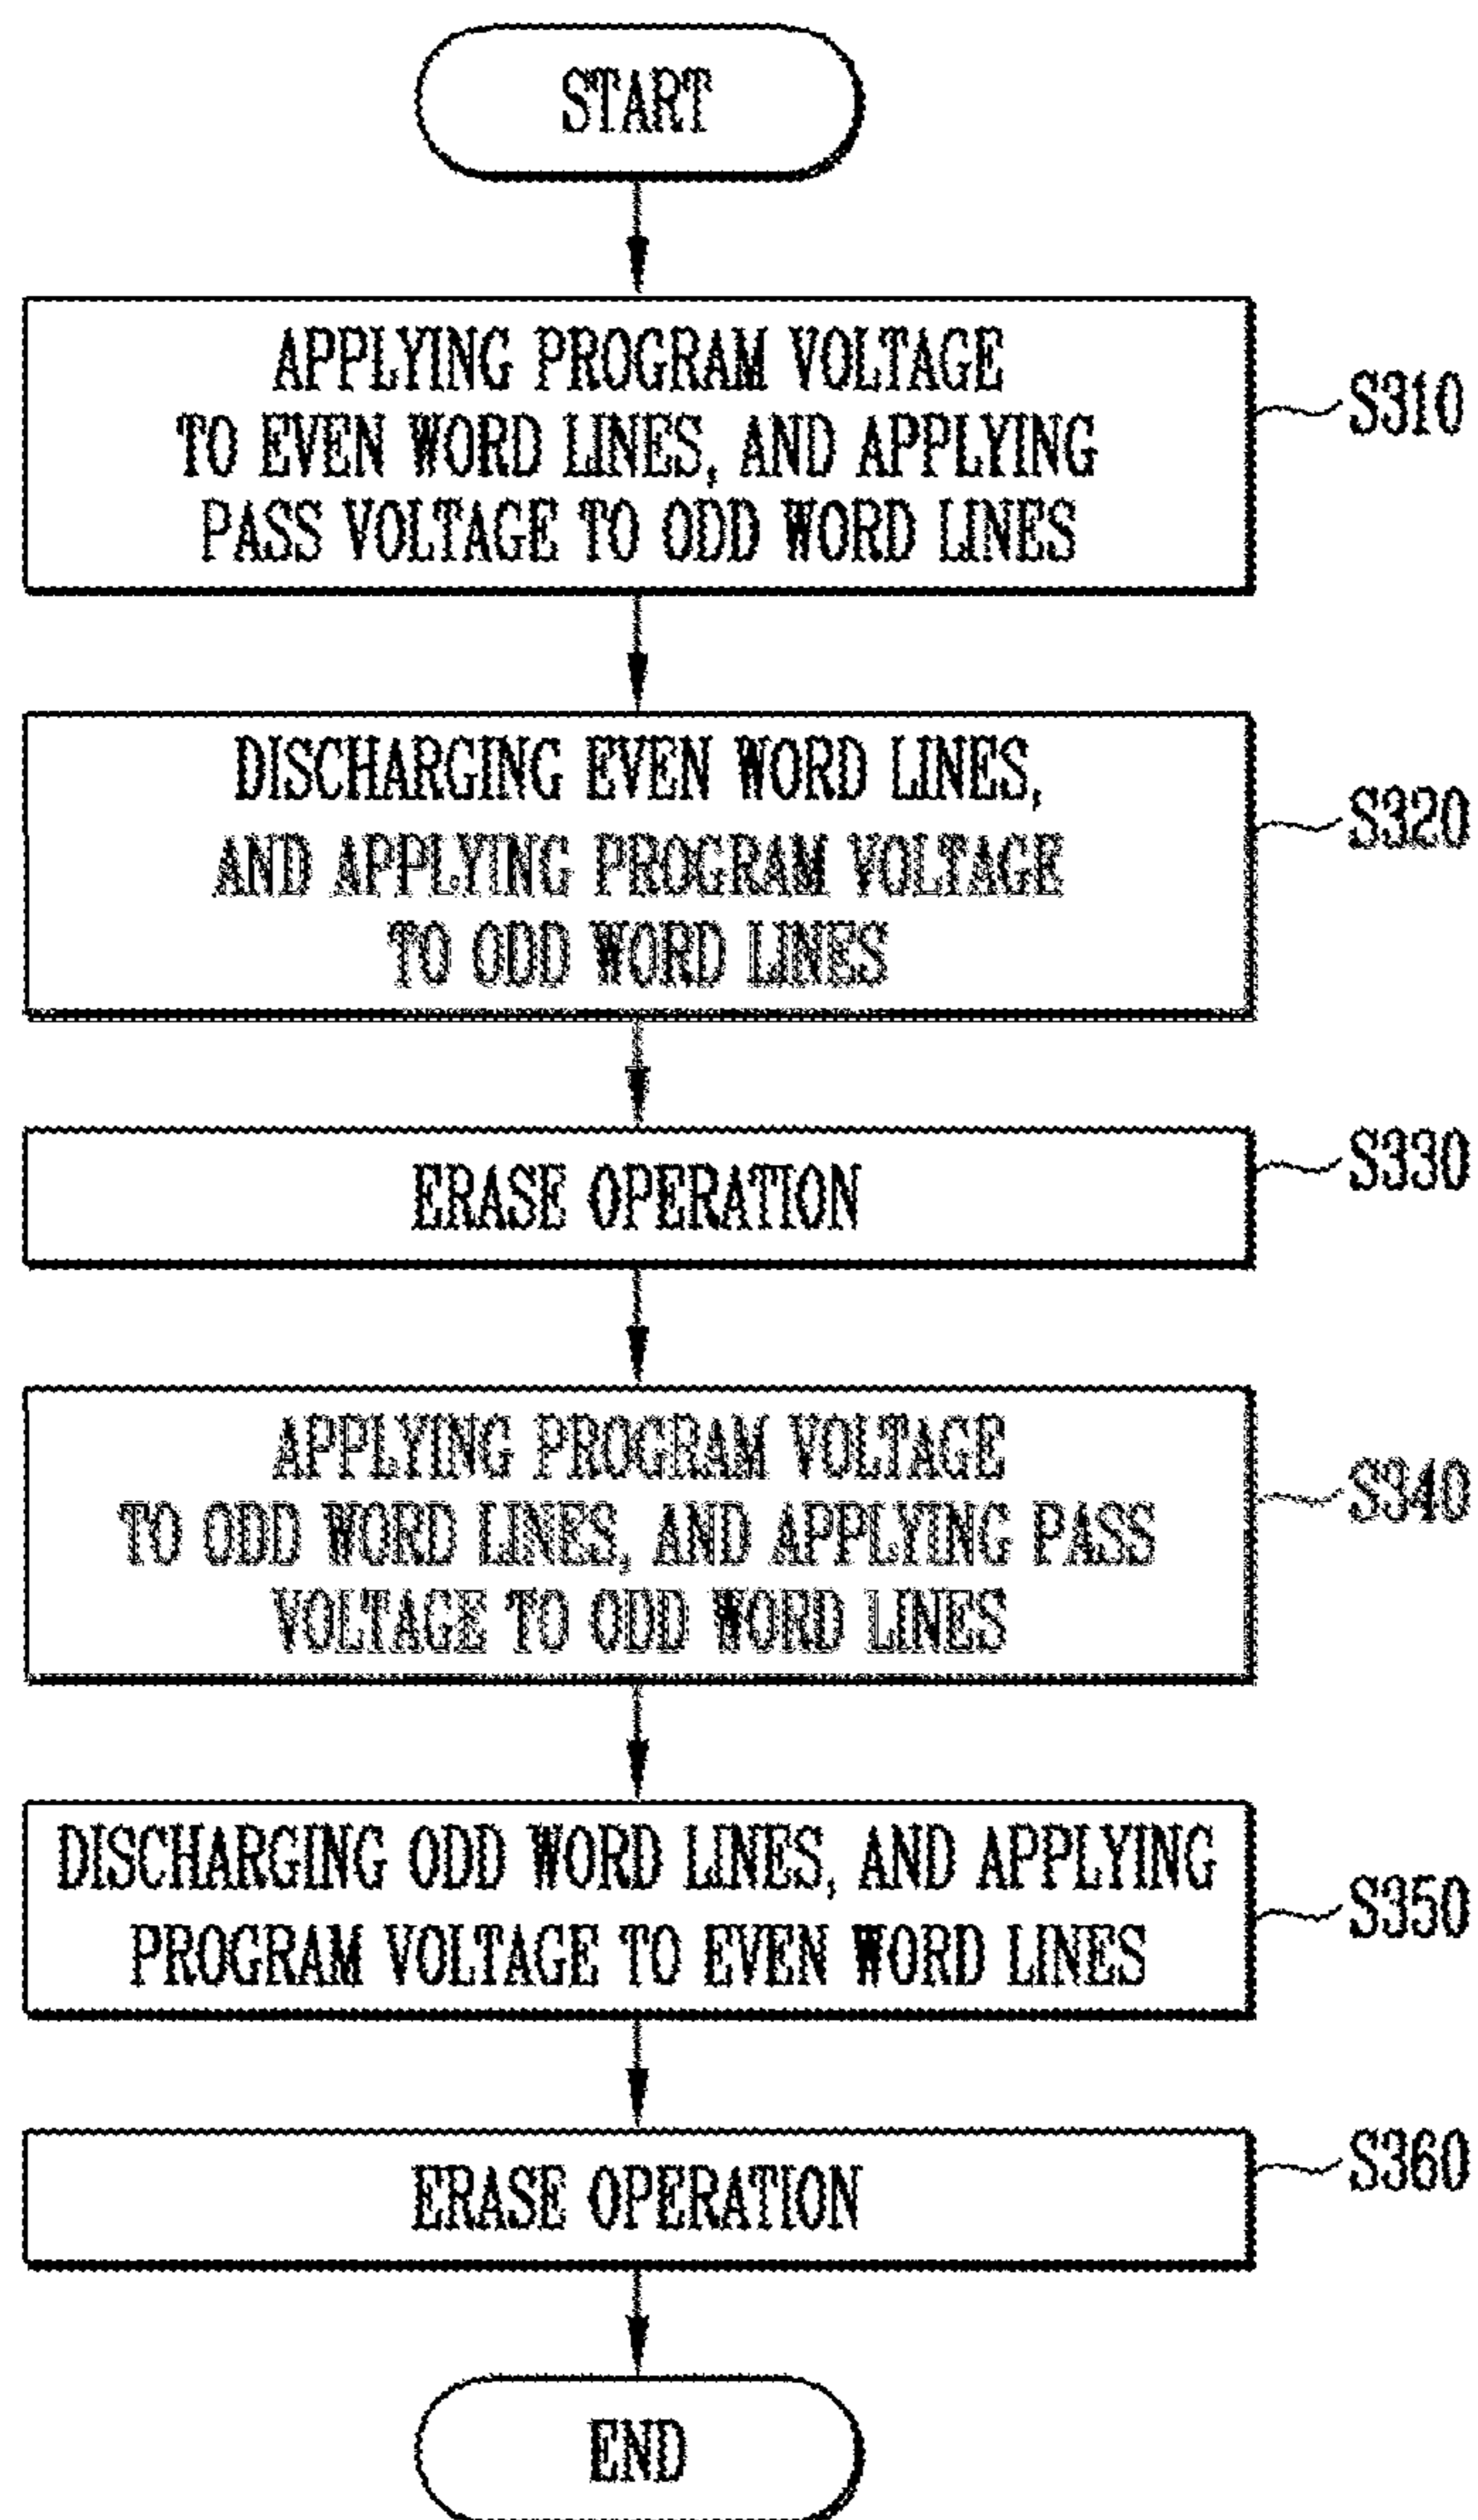 START
APPLYING PROGRAM VOLTAGE
TO EVEN WORD LINES, AND APPLYING
PASS VOLTAGE TO ODD WORD LINES
S310
DISCHARGING EVEN WORD LINES,
AND APPLYING PROGRAM VOLTAGE
TO ODD WORD LINES
S320
ERASE OPERATION
S330
APPLYING PROGRAM VOLTAGE
TO ODD WORD LINES, AND APPLYING PASS
VOLTAGE TO ODD WORD LINES
S340
DISCHARGING ODD WORD LINES, AND APPLYING
PROGRAM VOLTAGE TO EVEN WORD LINES
S350
ERASE OPERATION
S360
END